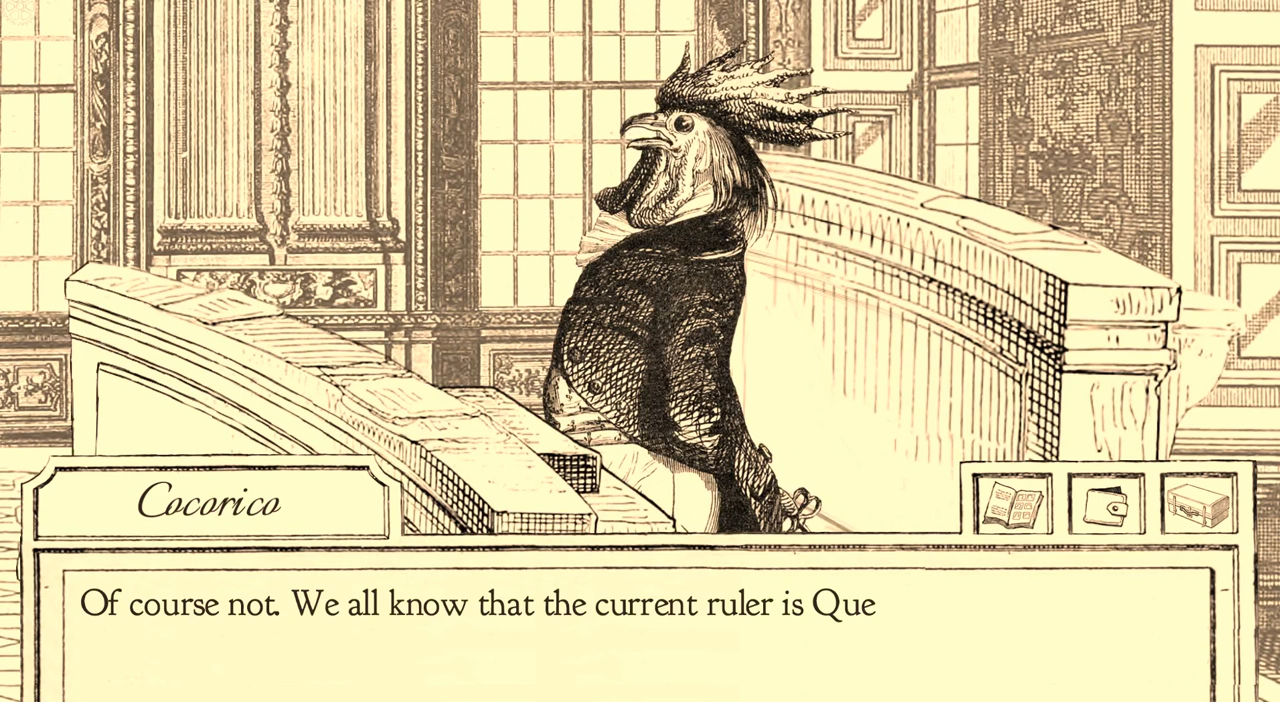 Cocorico
Of course not. We all know that the current ruler is Que